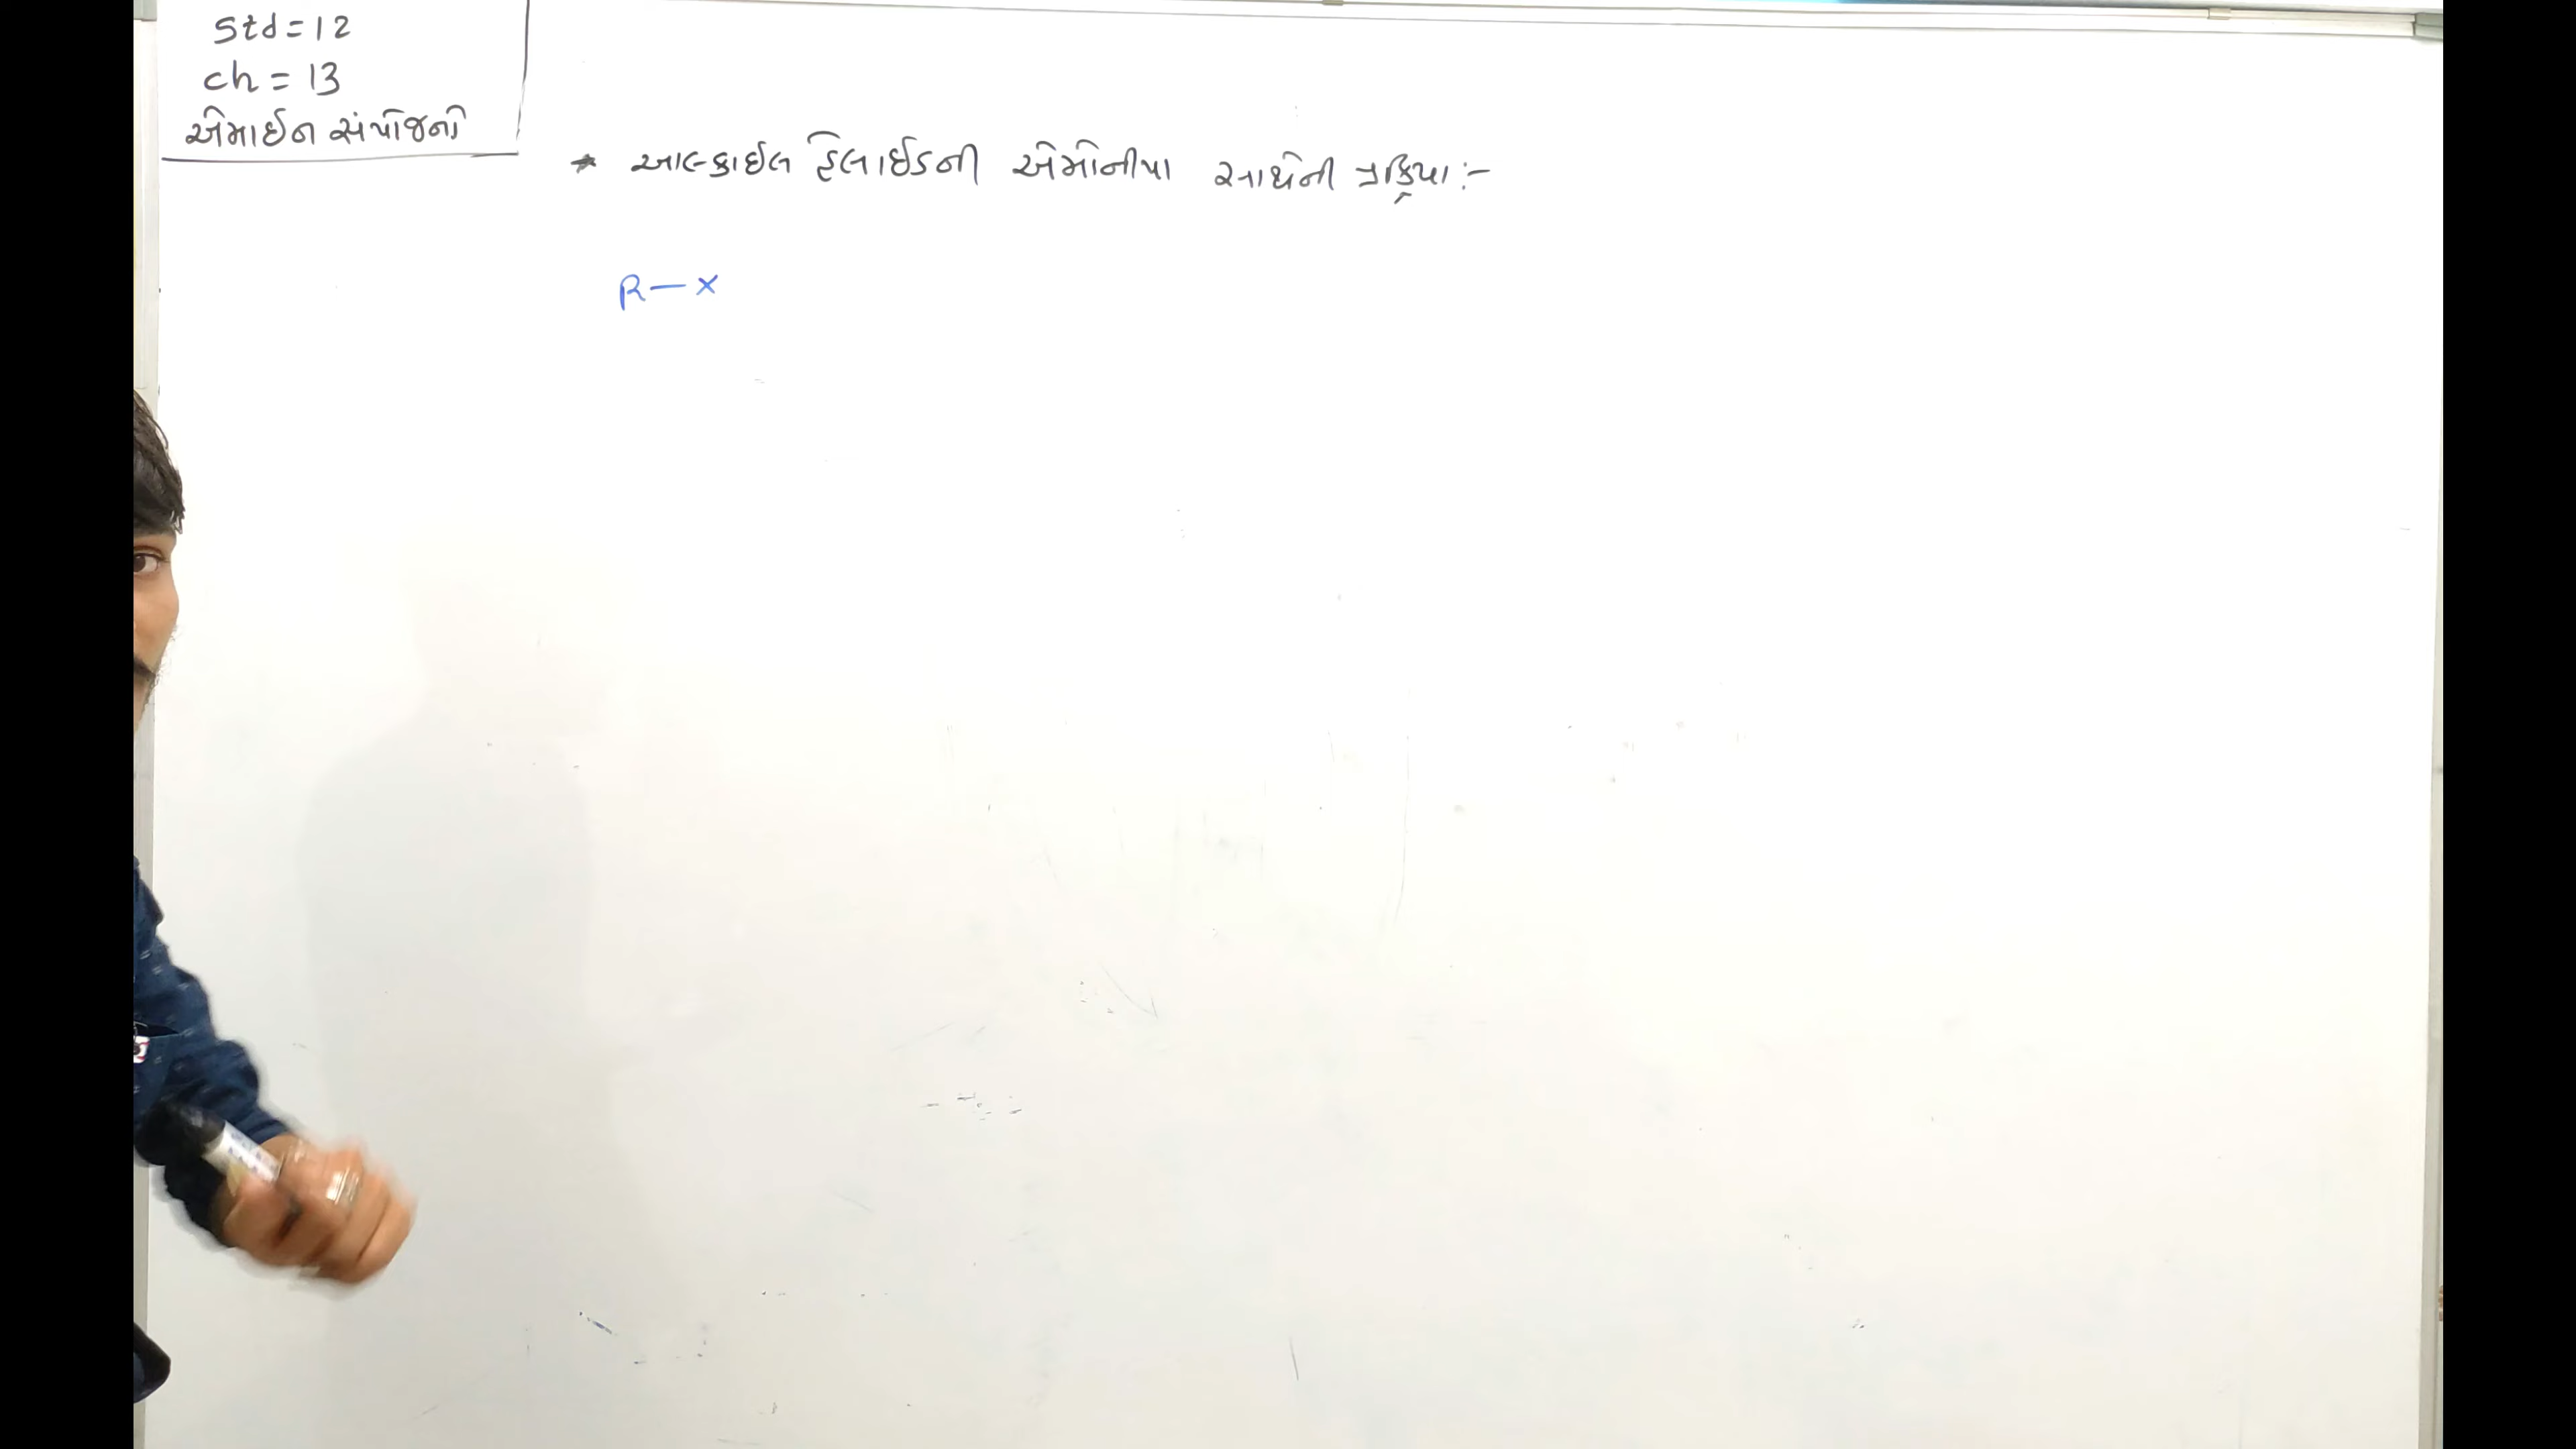 Std = 12
ch = 13
એમાઈન સંયોજનો
* આલ્કાઈલ હેલાઈડની એમોનીયા સાથેની પ્રક્રિયા :-
R — X